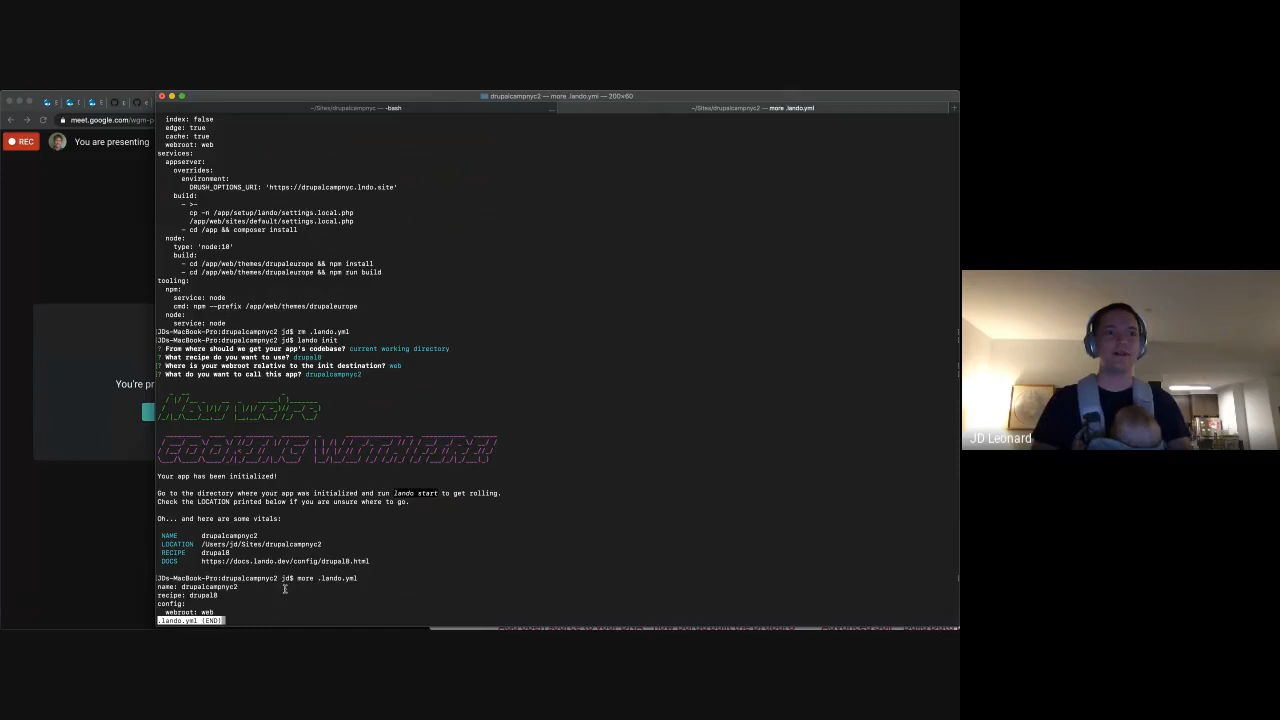 drupalcampnyc2 — more .lando.yml — 200×60
~/Sites/drupalcampnyc — -bash
~/Sites/drupalcampnyc2 — more .lando.yml
meet.google.com/wgm-p
REC
You are presenting
index: false
edge: true
cache: true
webroot: web
services:
appserver:
overrides:
environment:
DRUSH_OPTIONS_URI: 'https://drupalcampnyc.lndo.site'
build:
- >-
cp -n /app/setup/lando/settings.local.php
/app/web/sites/default/settings.local.php
- cd /app && composer install
node:
type: 'node:10'
build:
- cd /app/web/themes/drupaleurope && npm install
- cd /app/web/themes/drupaleurope && npm run build
tooling:
npm:
service: node
cmd: npm --prefix /app/web/themes/drupaleurope
node:
service: node
JDs-MacBook-Pro:drupalcampnyc2 jd$ rm .lando.yml
JDs-MacBook-Pro:drupalcampnyc2 jd$ lando init
? From where should we get your app's codebase? current working directory
? What recipe do you want to use? drupal8
? Where is your webroot relative to the init destination? web
? What do you want to call this app? drupalcampnyc2
You're pr
Your app has been initialized!
Go to the directory where your app was initialized and run lando start to get rolling.
Check the LOCATION printed below if you are unsure where to go.
Oh... and here are some vitals:
NAME drupalcampnyc2
LOCATION /Users/jd/Sites/drupalcampnyc2
RECIPE drupal8
DOCS https://docs.lando.dev/config/drupal8.html
JDs-MacBook-Pro:drupalcampnyc2 jd$ more .lando.yml
name: drupalcampnyc2
recipe: drupal8
config:
webroot: web
.lando.yml (END)
JD Leonard